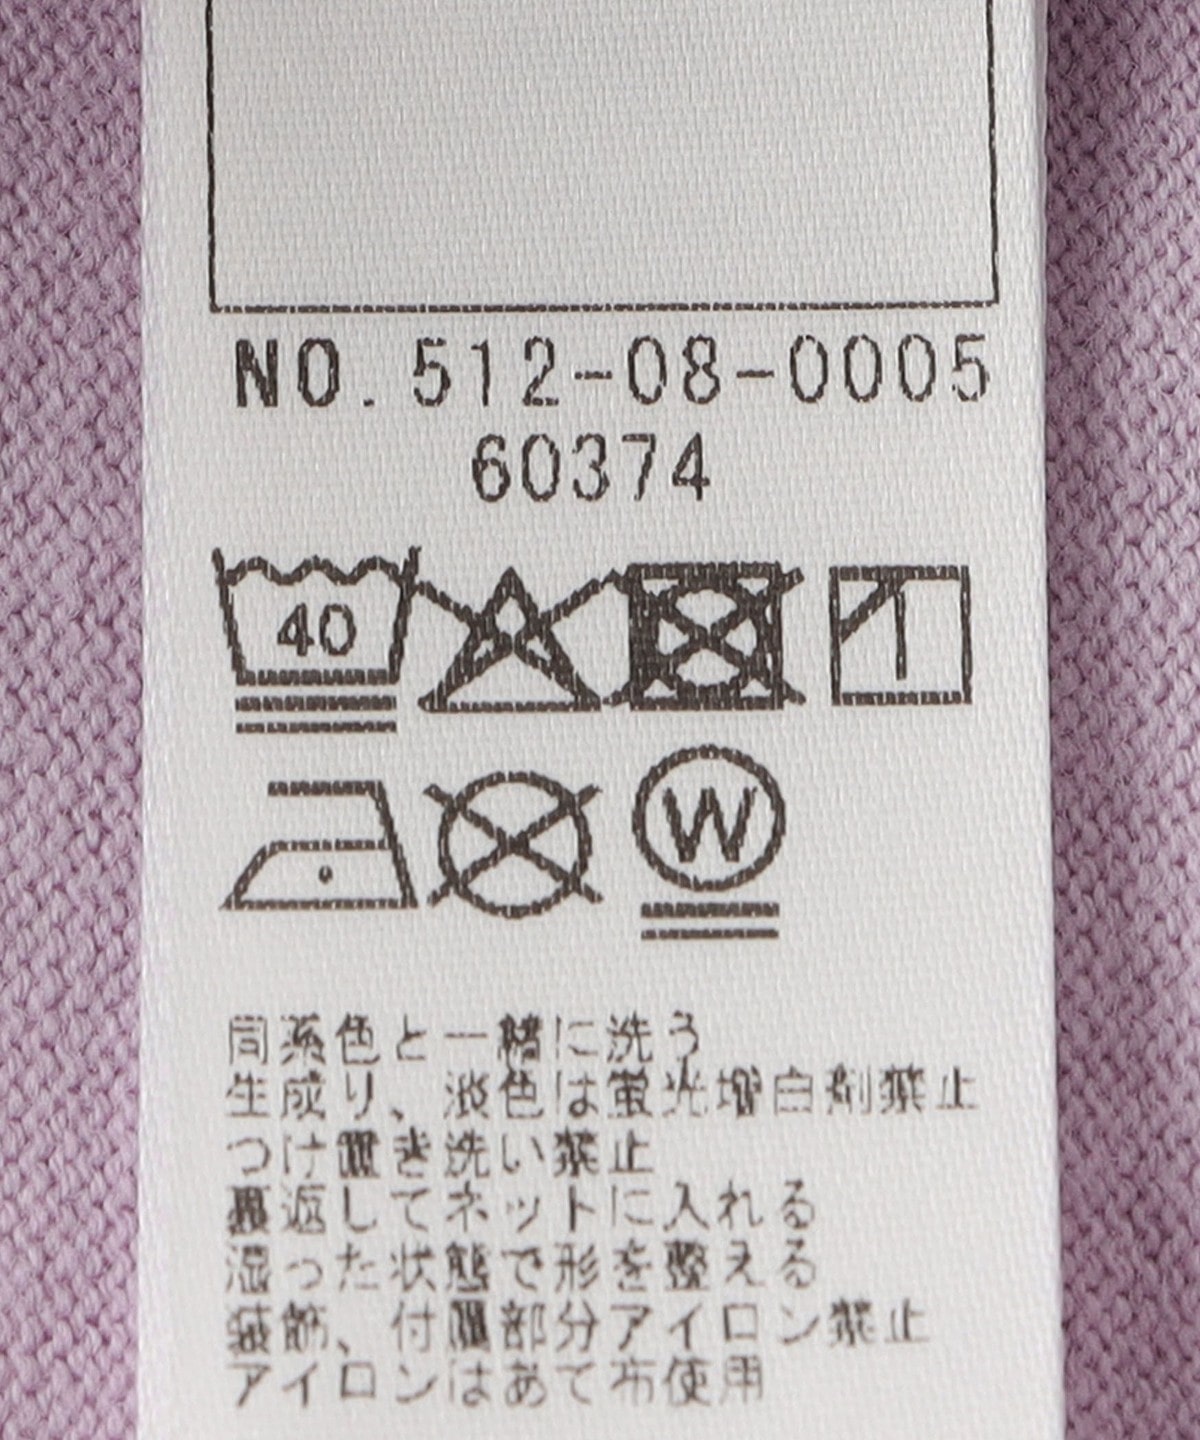 NO. 512-08-0005
60374
40
W
同系色と一緒に洗う
生成り、淡色は蛍光増白剤禁止
つけ置き洗い禁止
裏返してネットに入れる
湿った状態で形を整える
装飾、付属部分アイロン禁止
アイロンはあて布使用